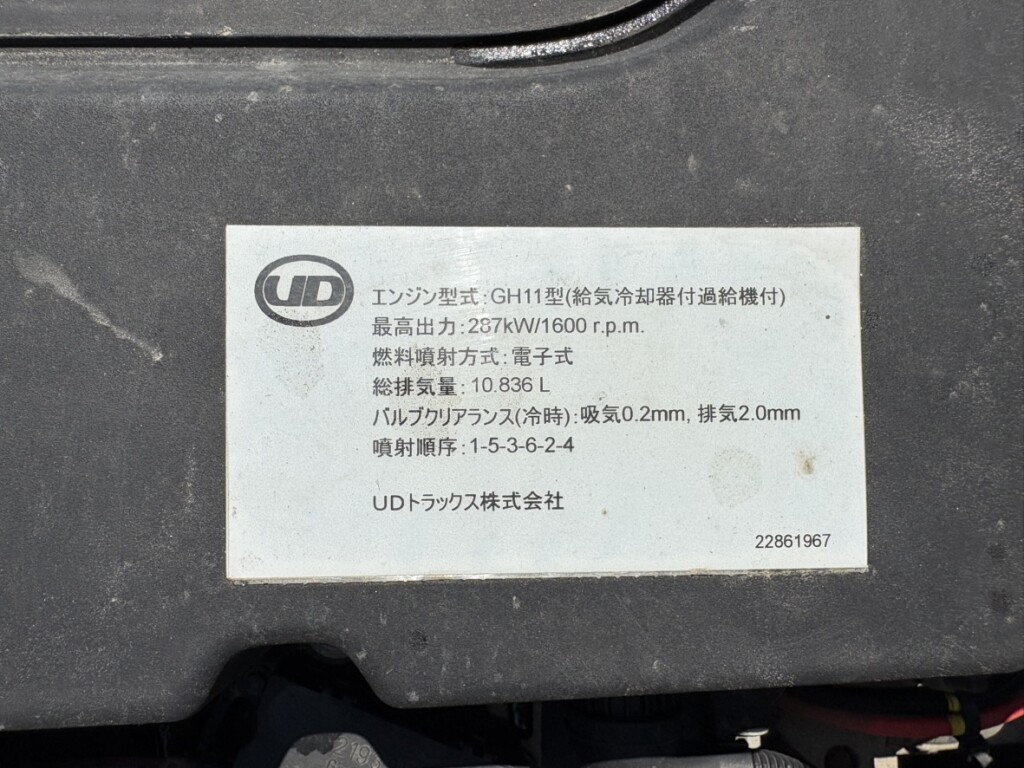 UD
エンジン型式:GH11型(給気冷却器付過給機付)
最高出力:287kW/1600 r.p.m.
燃料噴射方式:電子式
総排気量:10.836 L
バルブクリアランス(冷時):吸気0.2mm, 排気2.0mm
噴射順序:1-5-3-6-2-4
UDトラックス株式会社
22861967